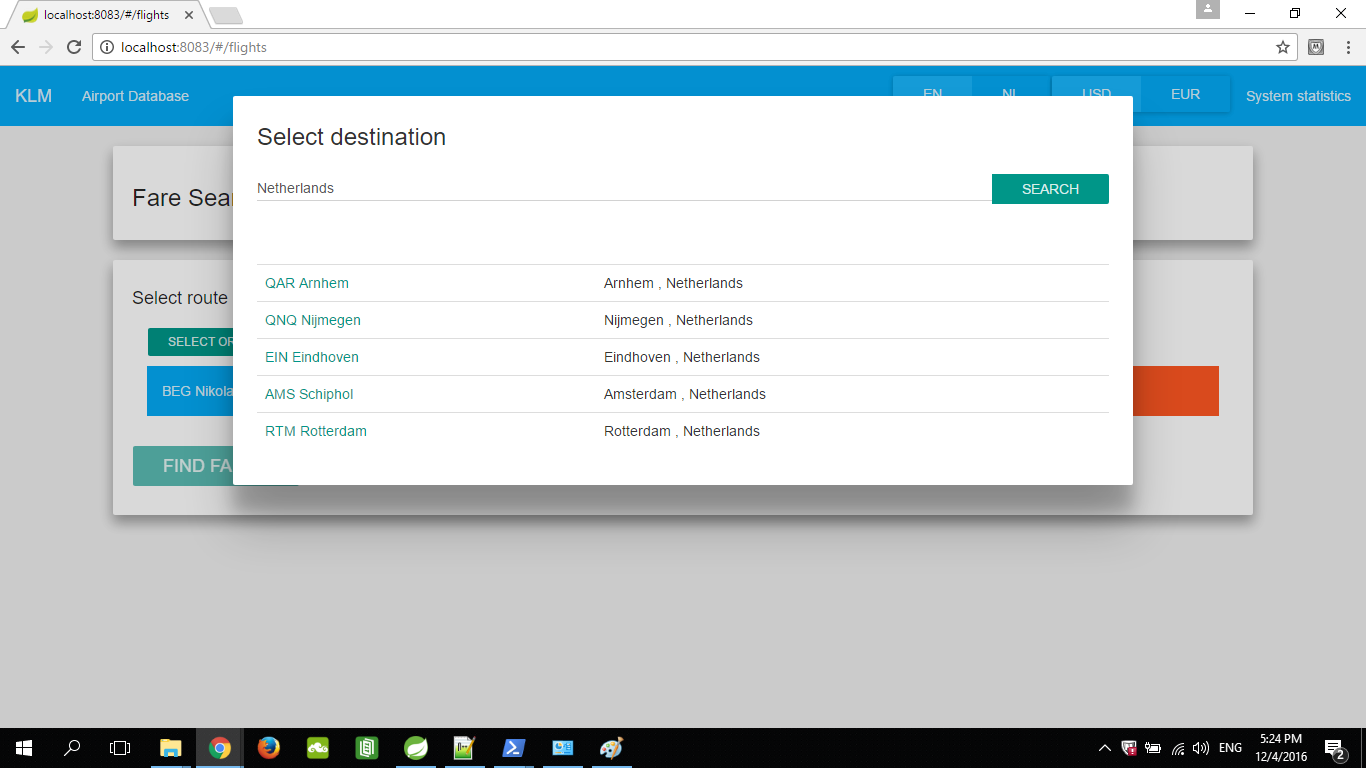 localhost:8083/#/flights
localhost:8083/#/flights
KLM Airport Database EN NL USD EUR System statistics
Select destination
Netherlands SEARCH
Fare Sear
QAR Arnhem Arnhem , Netherlands
Select route
QNQ Nijmegen Nijmegen , Netherlands
SELECT OR
EIN Eindhoven Eindhoven , Netherlands
BEG Nikola
AMS Schiphol Amsterdam , Netherlands
RTM Rotterdam Rotterdam , Netherlands
FIND FA
ENG 5:24 PM
12/4/2016 2